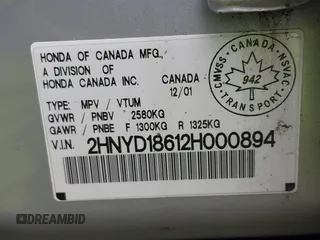 HONDA OF CANADA MFG.,
A DIVISION OF
HONDA CANADA INC.
CANADA
12/01
CMVSS · CANADA · NSVAC
942
TRANSPORT
TYPE: MPV / VTUM
GVWR / PNBV 2580KG
GAWR / PNBE F 1300KG R 1325KG
V.I.N. 2HNYD18612H000894
DREAMBID